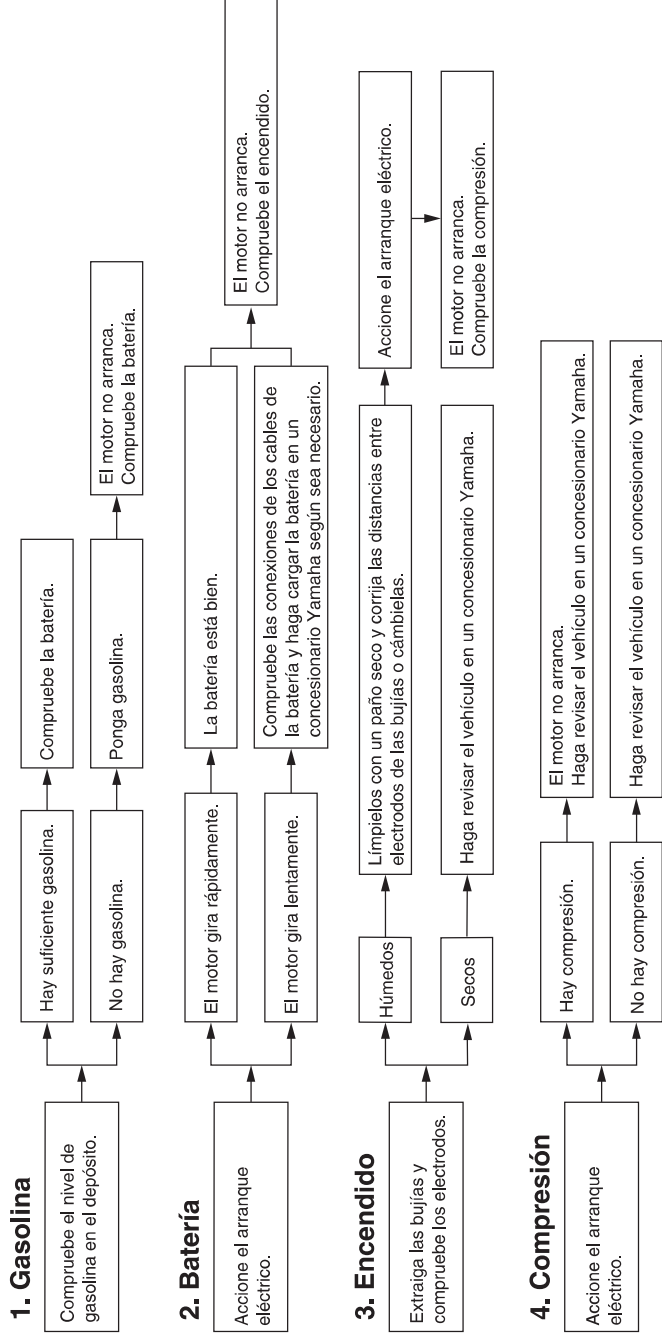 1. Gasolina
Compruebe el nivel de
gasolina en el depósito.
Hay suficiente gasolina.
Compruebe la batería.
No hay gasolina.
Ponga gasolina.
El motor no arranca.
Compruebe la batería.
2. Batería
Accione el arranque
eléctrico.
El motor gira rápidamente.
La batería está bien.
El motor gira lentamente.
Compruebe las conexiones de los cables de
la batería y haga cargar la batería en un
concesionario Yamaha según sea necesario.
El motor no arranca.
Compruebe el encendido.
3. Encendido
Extraiga las bujías y
compruebe los electrodos.
Húmedos
Límpielos con un paño seco y corrija las distancias entre
electrodos de las bujías o cámbielas.
Accione el arranque eléctrico.
Secos
Haga revisar el vehículo en un concesionario Yamaha.
El motor no arranca.
Compruebe la compresión.
4. Compresión
Accione el arranque
eléctrico.
Hay compresión.
El motor no arranca.
Haga revisar el vehículo en un concesionario Yamaha.
No hay compresión.
Haga revisar el vehículo en un concesionario Yamaha.